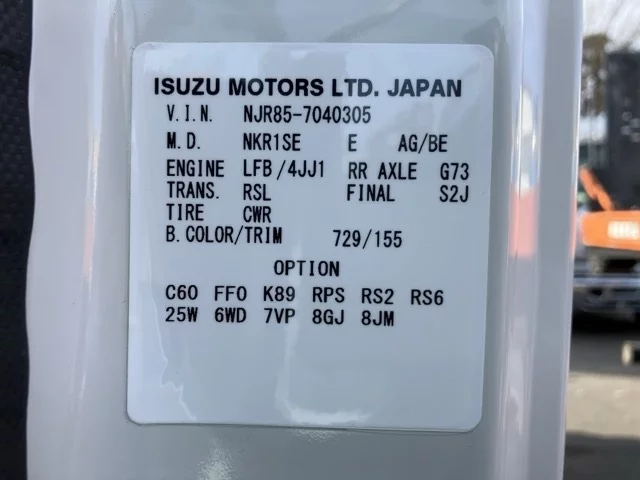 ISUZU MOTORS LTD. JAPAN
V.I.N. NJR85-7040305
M.D. NKR1SE E AG/BE
ENGINE LFB/4JJ1 RR AXLE G73
TRANS. RSL FINAL S2J
TIRE CWR
B.COLOR/TRIM 729/155
OPTION
C60 FF0 K89 RPS RS2 RS6
25W 6WD 7VP 8GJ 8JM